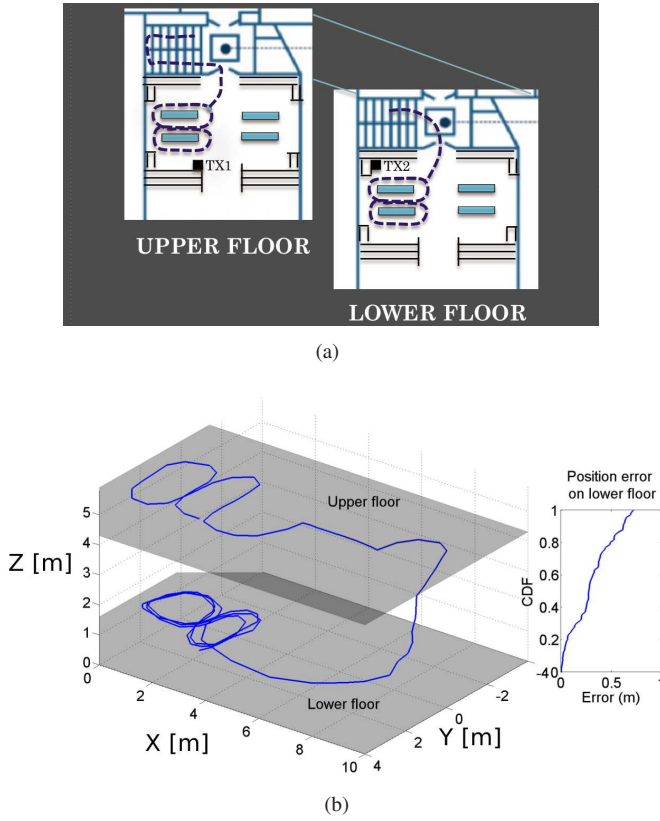 TX1
TX2
UPPER FLOOR
LOWER FLOOR
(a)
Position error
on lower floor
Upper floor
Lower floor
Z [m]
5
4
3
2
1
0
X [m]
0
2
4
6
8
10
Y [m]
4
2
0
-2
-4
CDF
1
0.8
0.6
0.4
0.2
0
0
0.5
1
Error (m)
(b)